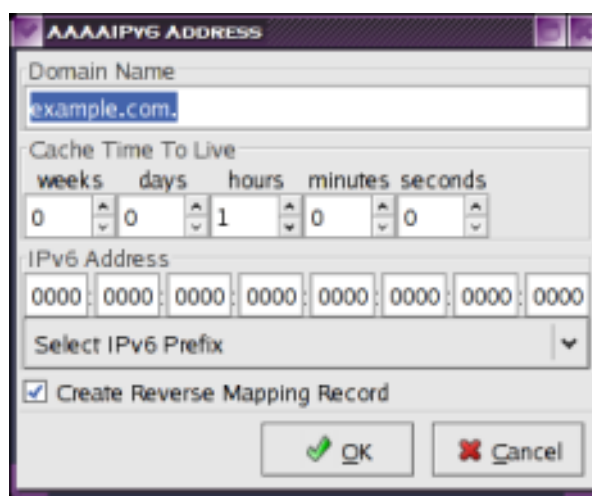 AAAAIPv6 Address
Domain Name
example.com.
Cache Time To Live
weeks days hours minutes seconds
0 0 1 0 0
IPv6 Address
0000 : 0000 : 0000 : 0000 : 0000 : 0000 : 0000 : 0000
Select IPv6 Prefix
Create Reverse Mapping Record
OK Cancel